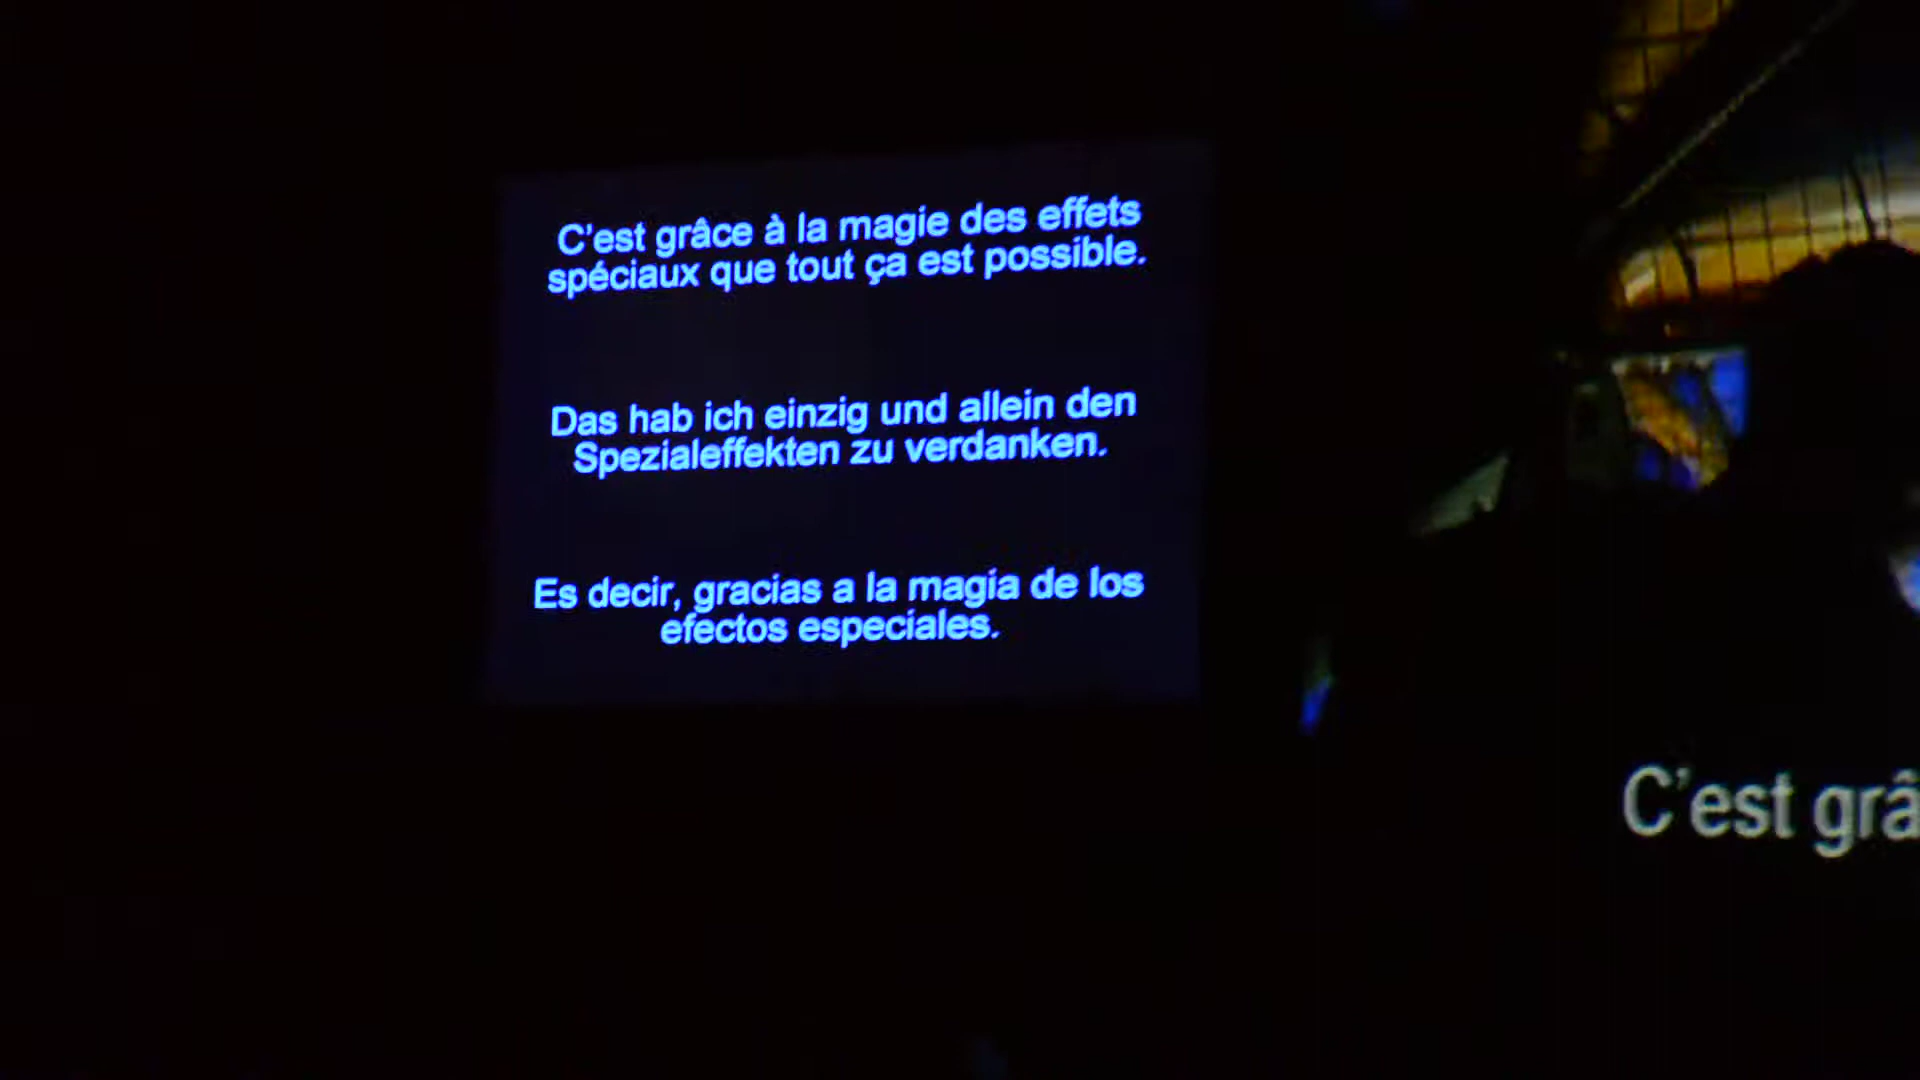 C’est grâce à la magie des effets
spéciaux que tout ça est possible.
Das hab ich einzig und allein den
Spezialeffekten zu verdanken.
Es decir, gracias a la magia de los
efectos especiales.
C’est grâ